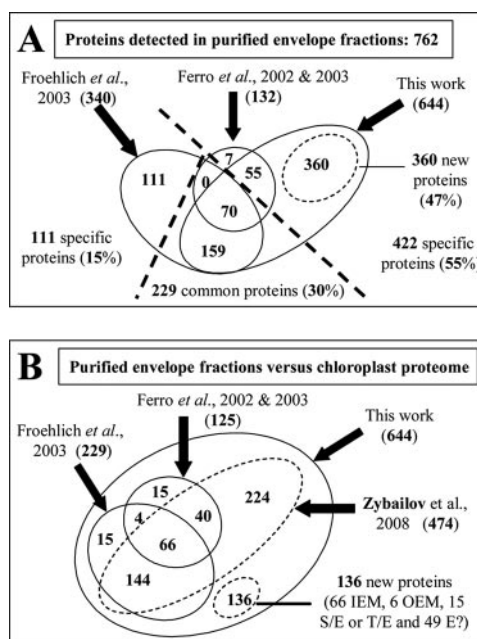 A
Proteins detected in purified envelope fractions: 762
Froehlich et al.,
2003 (340)
Ferro et al., 2002 & 2003
(132)
This work
(644)
7
111
0
55
360
70
159
360 new
proteins
(47%)
111 specific
proteins (15%)
422 specific
proteins (55%)
229 common proteins (30%)
B
Purified envelope fractions versus chloroplast proteome
Ferro et al., 2002 & 2003
(125)
Froehlich et al.,
2003 (229)
This work
(644)
15
224
4
40
15
66
144
136
Zybailov et al.,
2008 (474)
136 new proteins
(66 IEM, 6 OEM, 15
S/E or T/E and 49 E?)